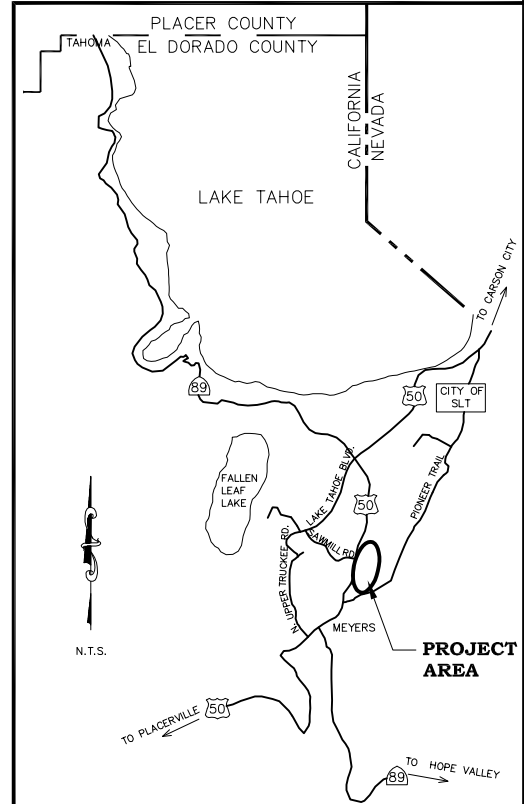 PLACER COUNTY
TAHOMA
EL DORADO COUNTY
CALIFORNIA
NEVADA
LAKE TAHOE
TO CARSON CITY
89
50
CITY OF
SLT
FALLEN
LEAF
LAKE
LAKE TAHOE BLVD.
50
PIONEER TRAIL
SAWMILL RD.
N. UPPER TRUCKEE RD.
MEYERS
N.T.S.
PROJECT
AREA
TO PLACERVILLE
50
TO HOPE VALLEY
89